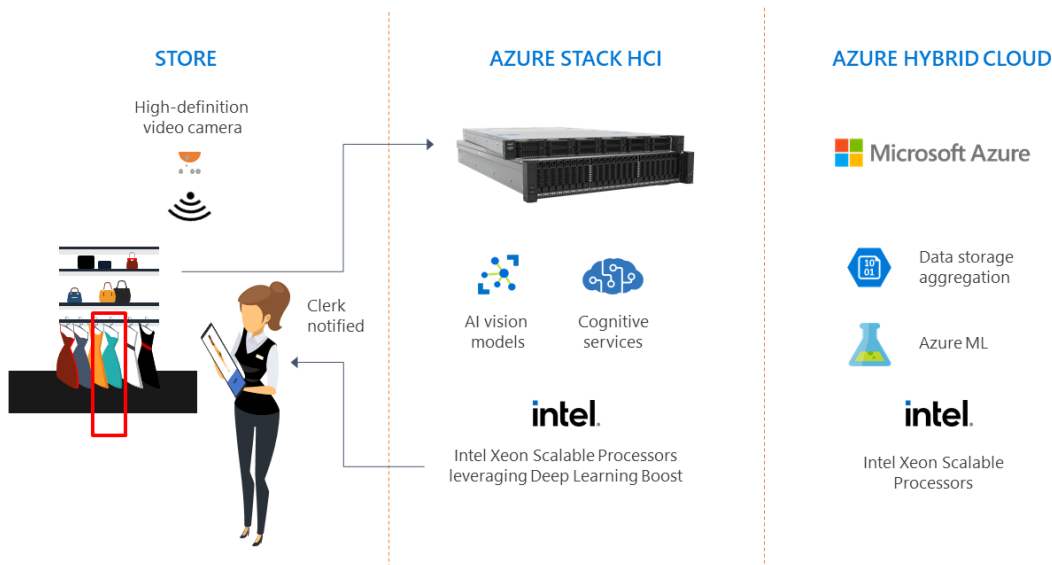 STORE
High-definition
video camera
Clerk
notified
AZURE STACK HCI
AI vision
models
Cognitive
services
intel.
Intel Xeon Scalable Processors
leveraging Deep Learning Boost
AZURE HYBRID CLOUD
Microsoft Azure
10
01
Data storage
aggregation
Azure ML
intel.
Intel Xeon Scalable
Processors